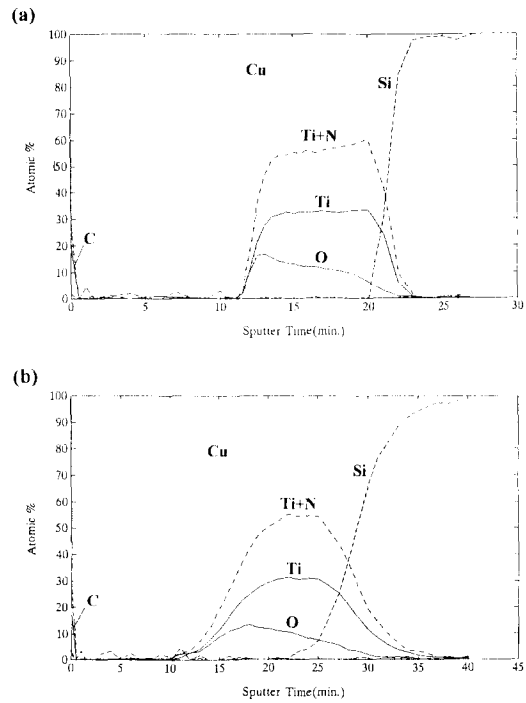 (a)
100
90
80
70
60
50
40
30
20
10
0
Atomic %
Cu
Si
Ti+N
Ti
C
O
0 5 10 15 20 25 30
Sputter Time(min.)
(b)
100
90
80
70
60
50
40
30
20
10
0
Atomic %
Cu
Si
Ti+N
Ti
C
O
0 5 10 15 20 25 30 35 40 45
Sputter Time(min.)